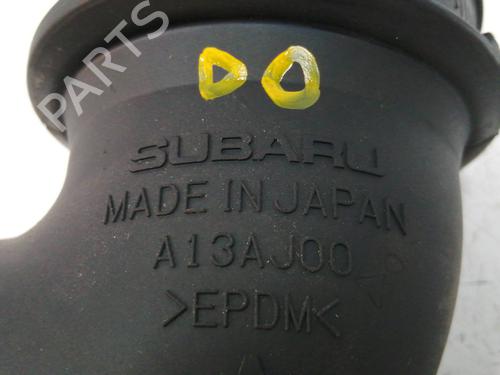 PARTS
DO
SUBARU
MADE IN JAPAN
A13AJ00
>EPDM<